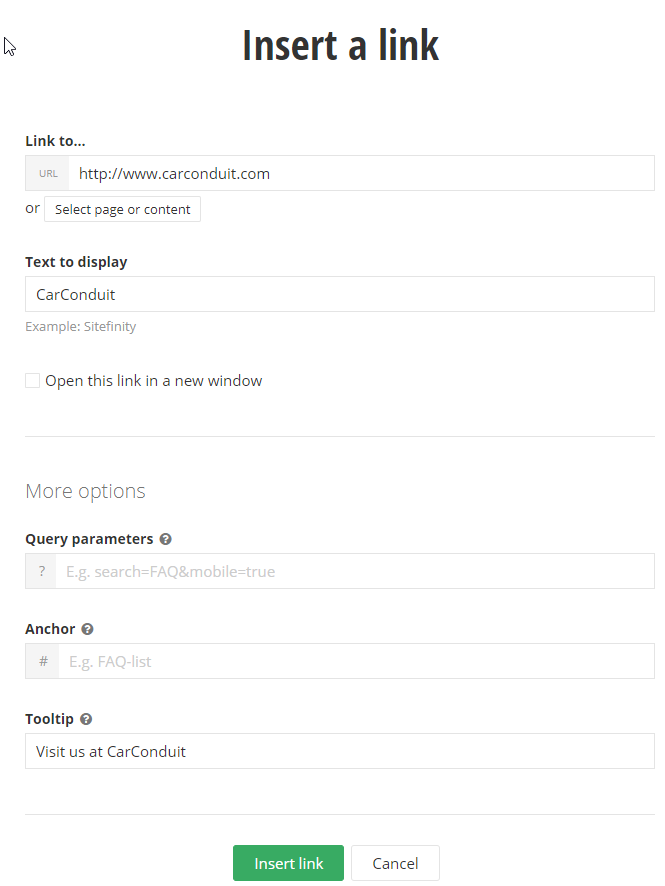 Insert a link
Link to...
URL http://www.carconduit.com
or Select page or content
Text to display
CarConduit
Example: Sitefinity
Open this link in a new window
More options
Query parameters ?
? E.g. search=FAQ&mobile=true
Anchor ?
# E.g. FAQ-list
Tooltip ?
Visit us at CarConduit
Insert link Cancel